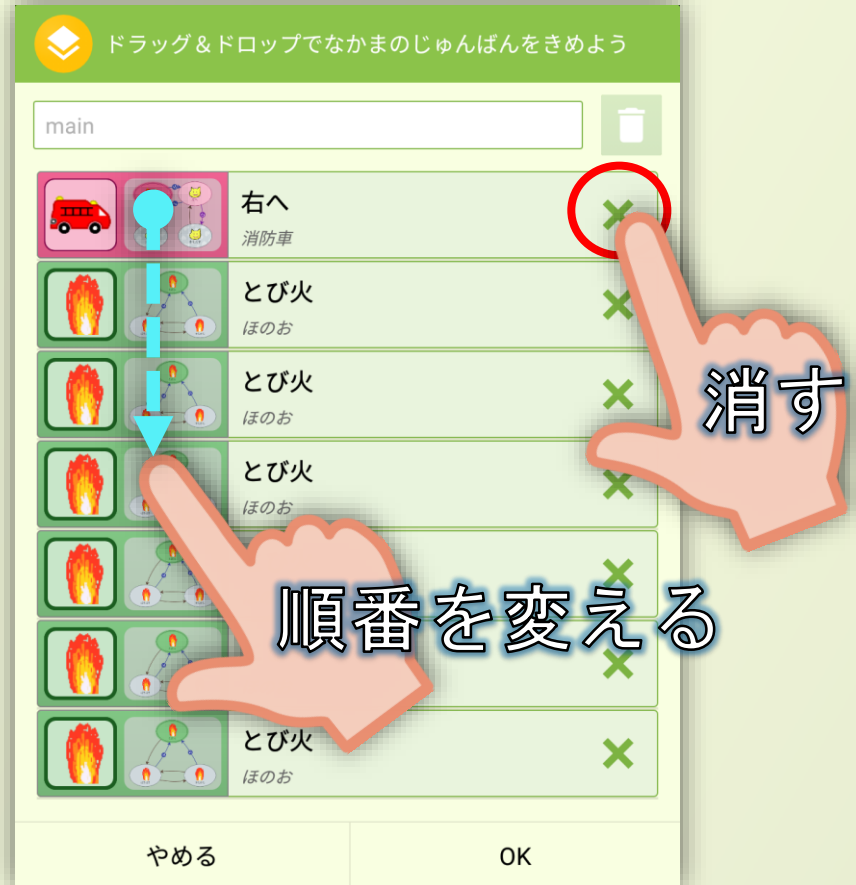 ドラッグ＆ドロップでなかまのじゅんばんをきめよう
main
右へ
消防車
とび火
ほのお
とび火
ほのお
消す
とび火
ほのお
順番を変える
とび火
ほのお
やめる
OK